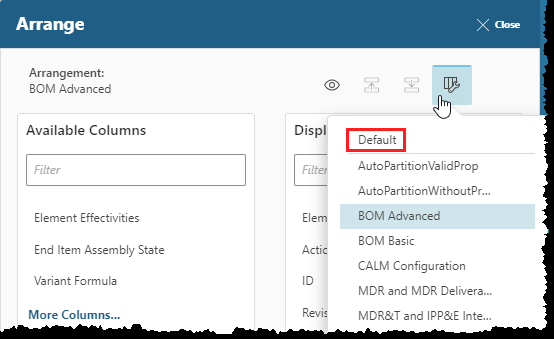 Arrange
Close
Arrangement:
BOM Advanced
Available Columns
Filter
Element Effectivities
End Item Assembly State
Variant Formula
More Columns...
Disp
Filter
Elem
Actio
ID
Revis
Default
AutoPartitionValidProp
AutoPartitionWithoutPr...
BOM Advanced
BOM Basic
CALM Configuration
MDR and MDR Delivera...
MDR&T and IPP&E Inte...